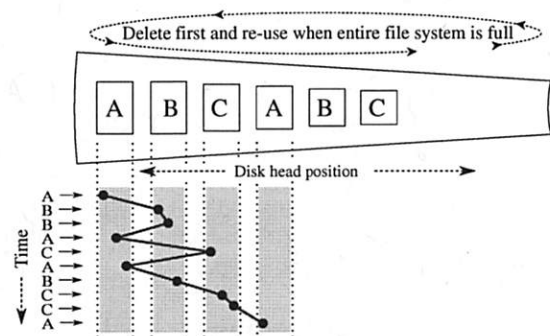 Delete first and re-use when entire file system is full
A B C A B C
Disk head position
Time
A
B
B
A
C
A
B
C
C
A